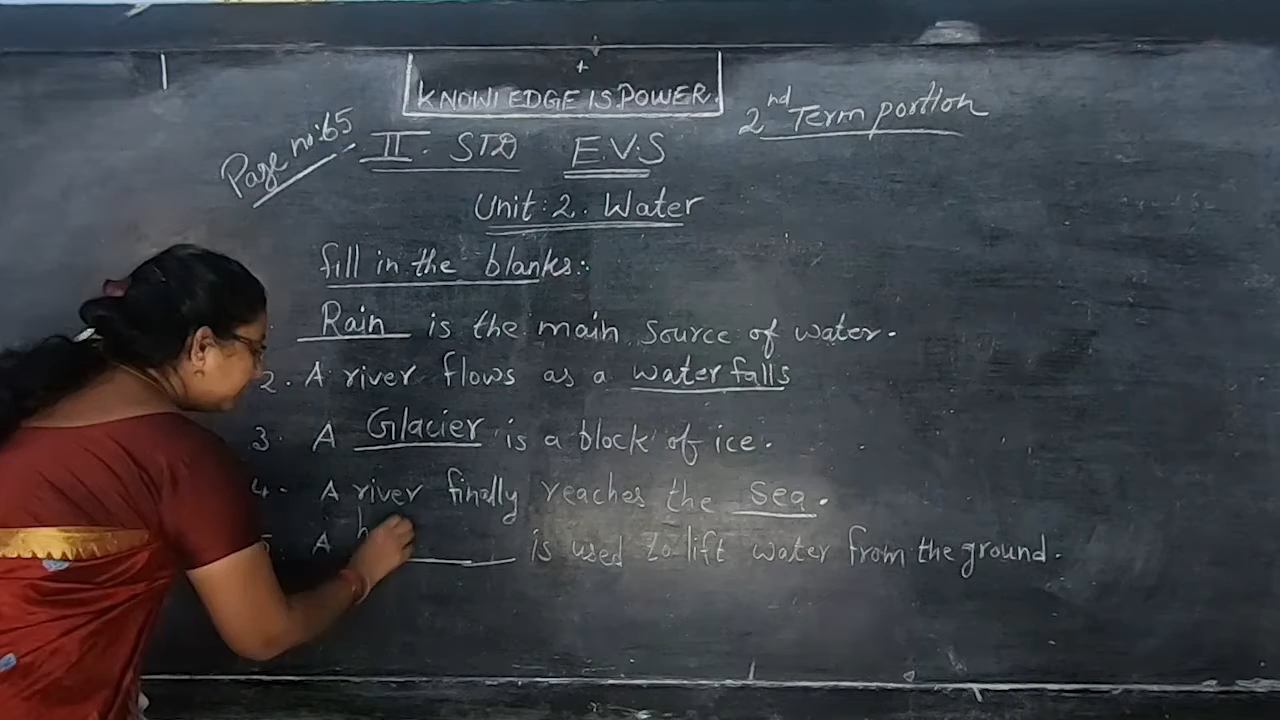 KNOWLEDGE IS POWER.
2nd Term portion
Page no:65
II. STD E.V.S
Unit:2. Water
fill in the blanks:
Rain is the main source of water.
2. A river flows as a water falls
3. A Glacier is a block of ice.
4. A river finally reaches the sea.
5. A h is used to lift water from the ground.